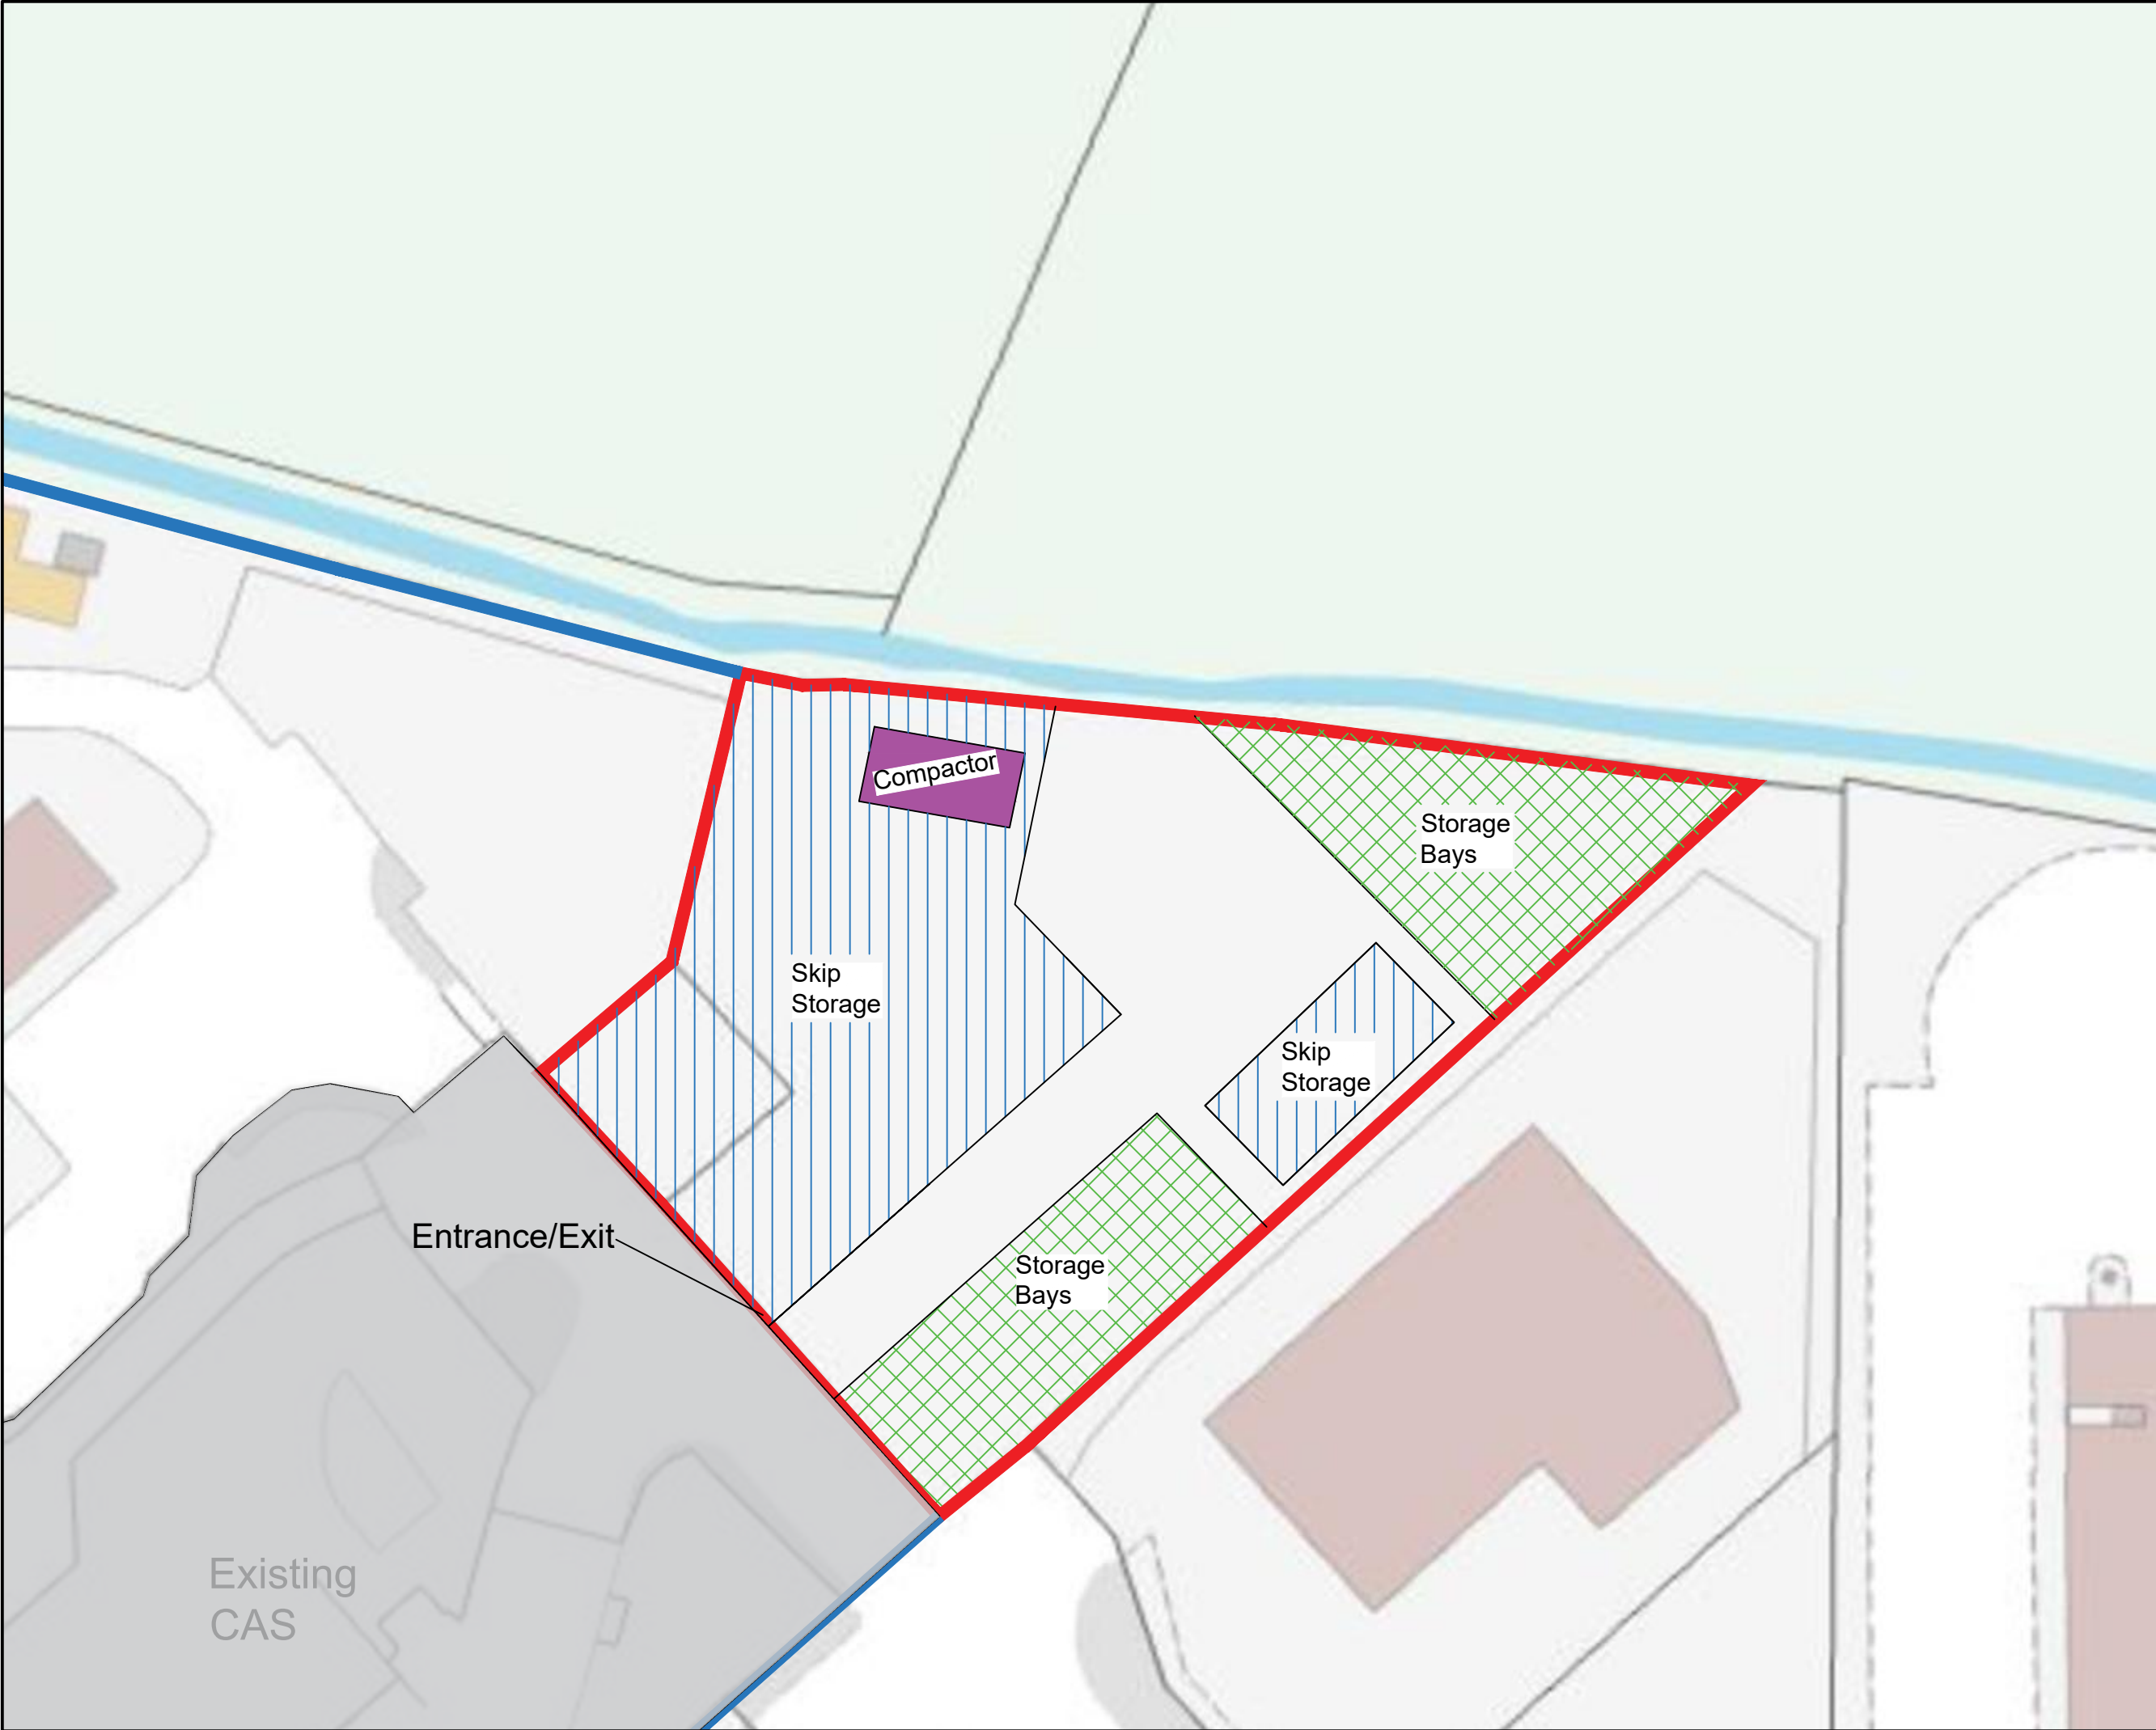 Compactor
Storage
Bays
Skip
Storage
Skip
Storage
Entrance/Exit
Storage
Bays
Existing
CAS